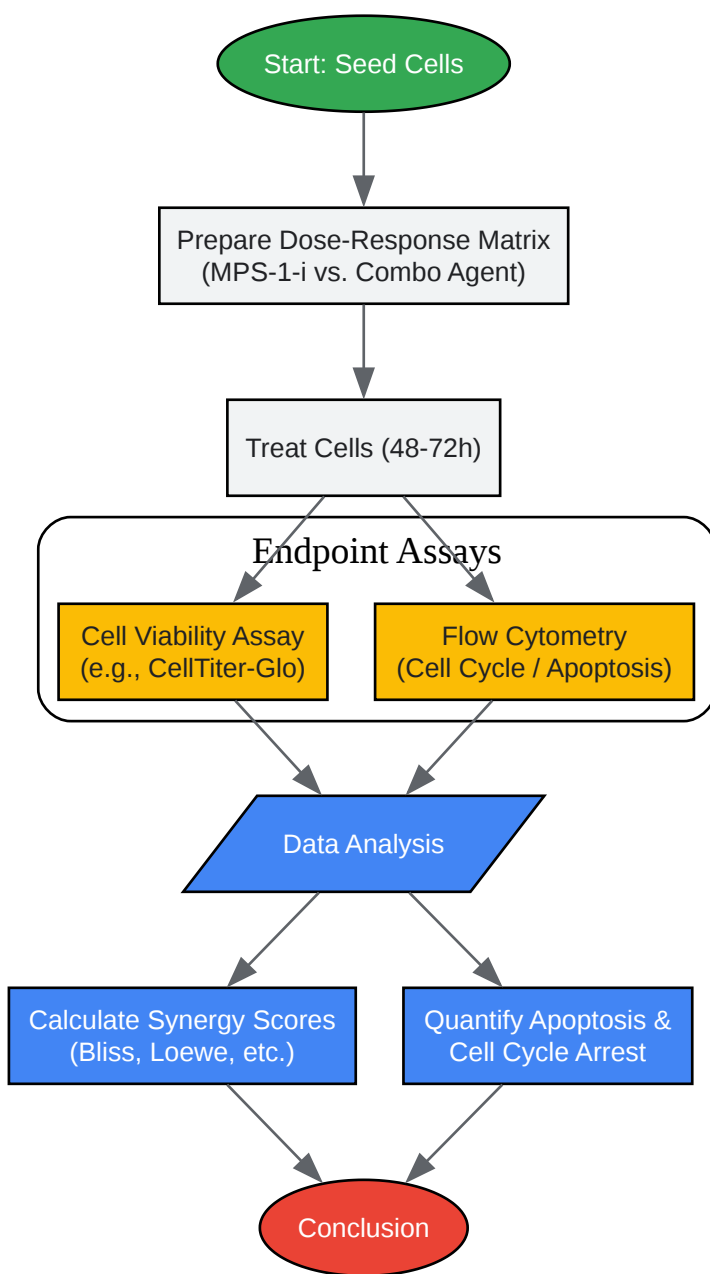 Start: Seed Cells
Prepare Dose-Response Matrix
(MPS-1-i vs. Combo Agent)
Treat Cells (48-72h)
Endpoint Assays
Cell Viability Assay
(e.g., CellTiter-Glo)
Flow Cytometry
(Cell Cycle / Apoptosis)
Data Analysis
Calculate Synergy Scores
(Bliss, Loewe, etc.)
Quantify Apoptosis &
Cell Cycle Arrest
Conclusion